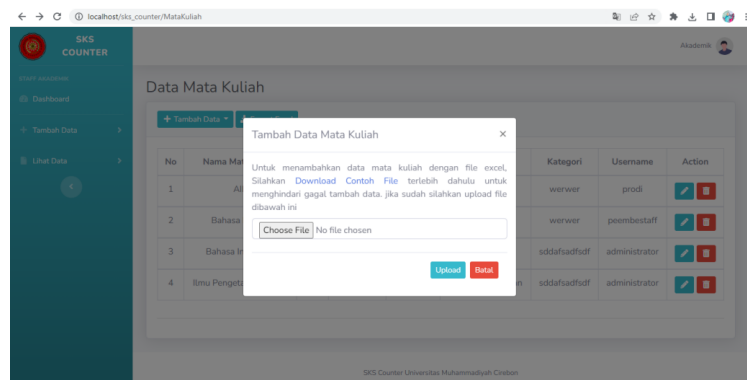 localhost/sks_counter/MataKuliah
SKS
COUNTER
Akademik
STAFF AKADEMIK
Dashboard
Tambah Data
Lihat Data
Data Mata Kuliah
Tambah Data
No Nama Mat Kategori Username Action
1 werwer prodi
2 Bahasa werwer peembestaff
3 Bahasa In sddafsadfsdf administrator
4 Ilmu Pengeta sddafsadfsdf administrator
Tambah Data Mata Kuliah ×
Untuk menambahkan data mata kuliah dengan file excel,
Silahkan Download Contoh File terlebih dahulu untuk
menghindari gagal tambah data. jika sudah silahkan upload file
dibawah ini
Choose File No file chosen
Upload Batal
SKS Counter Universitas Muhammadiyah Cirebon